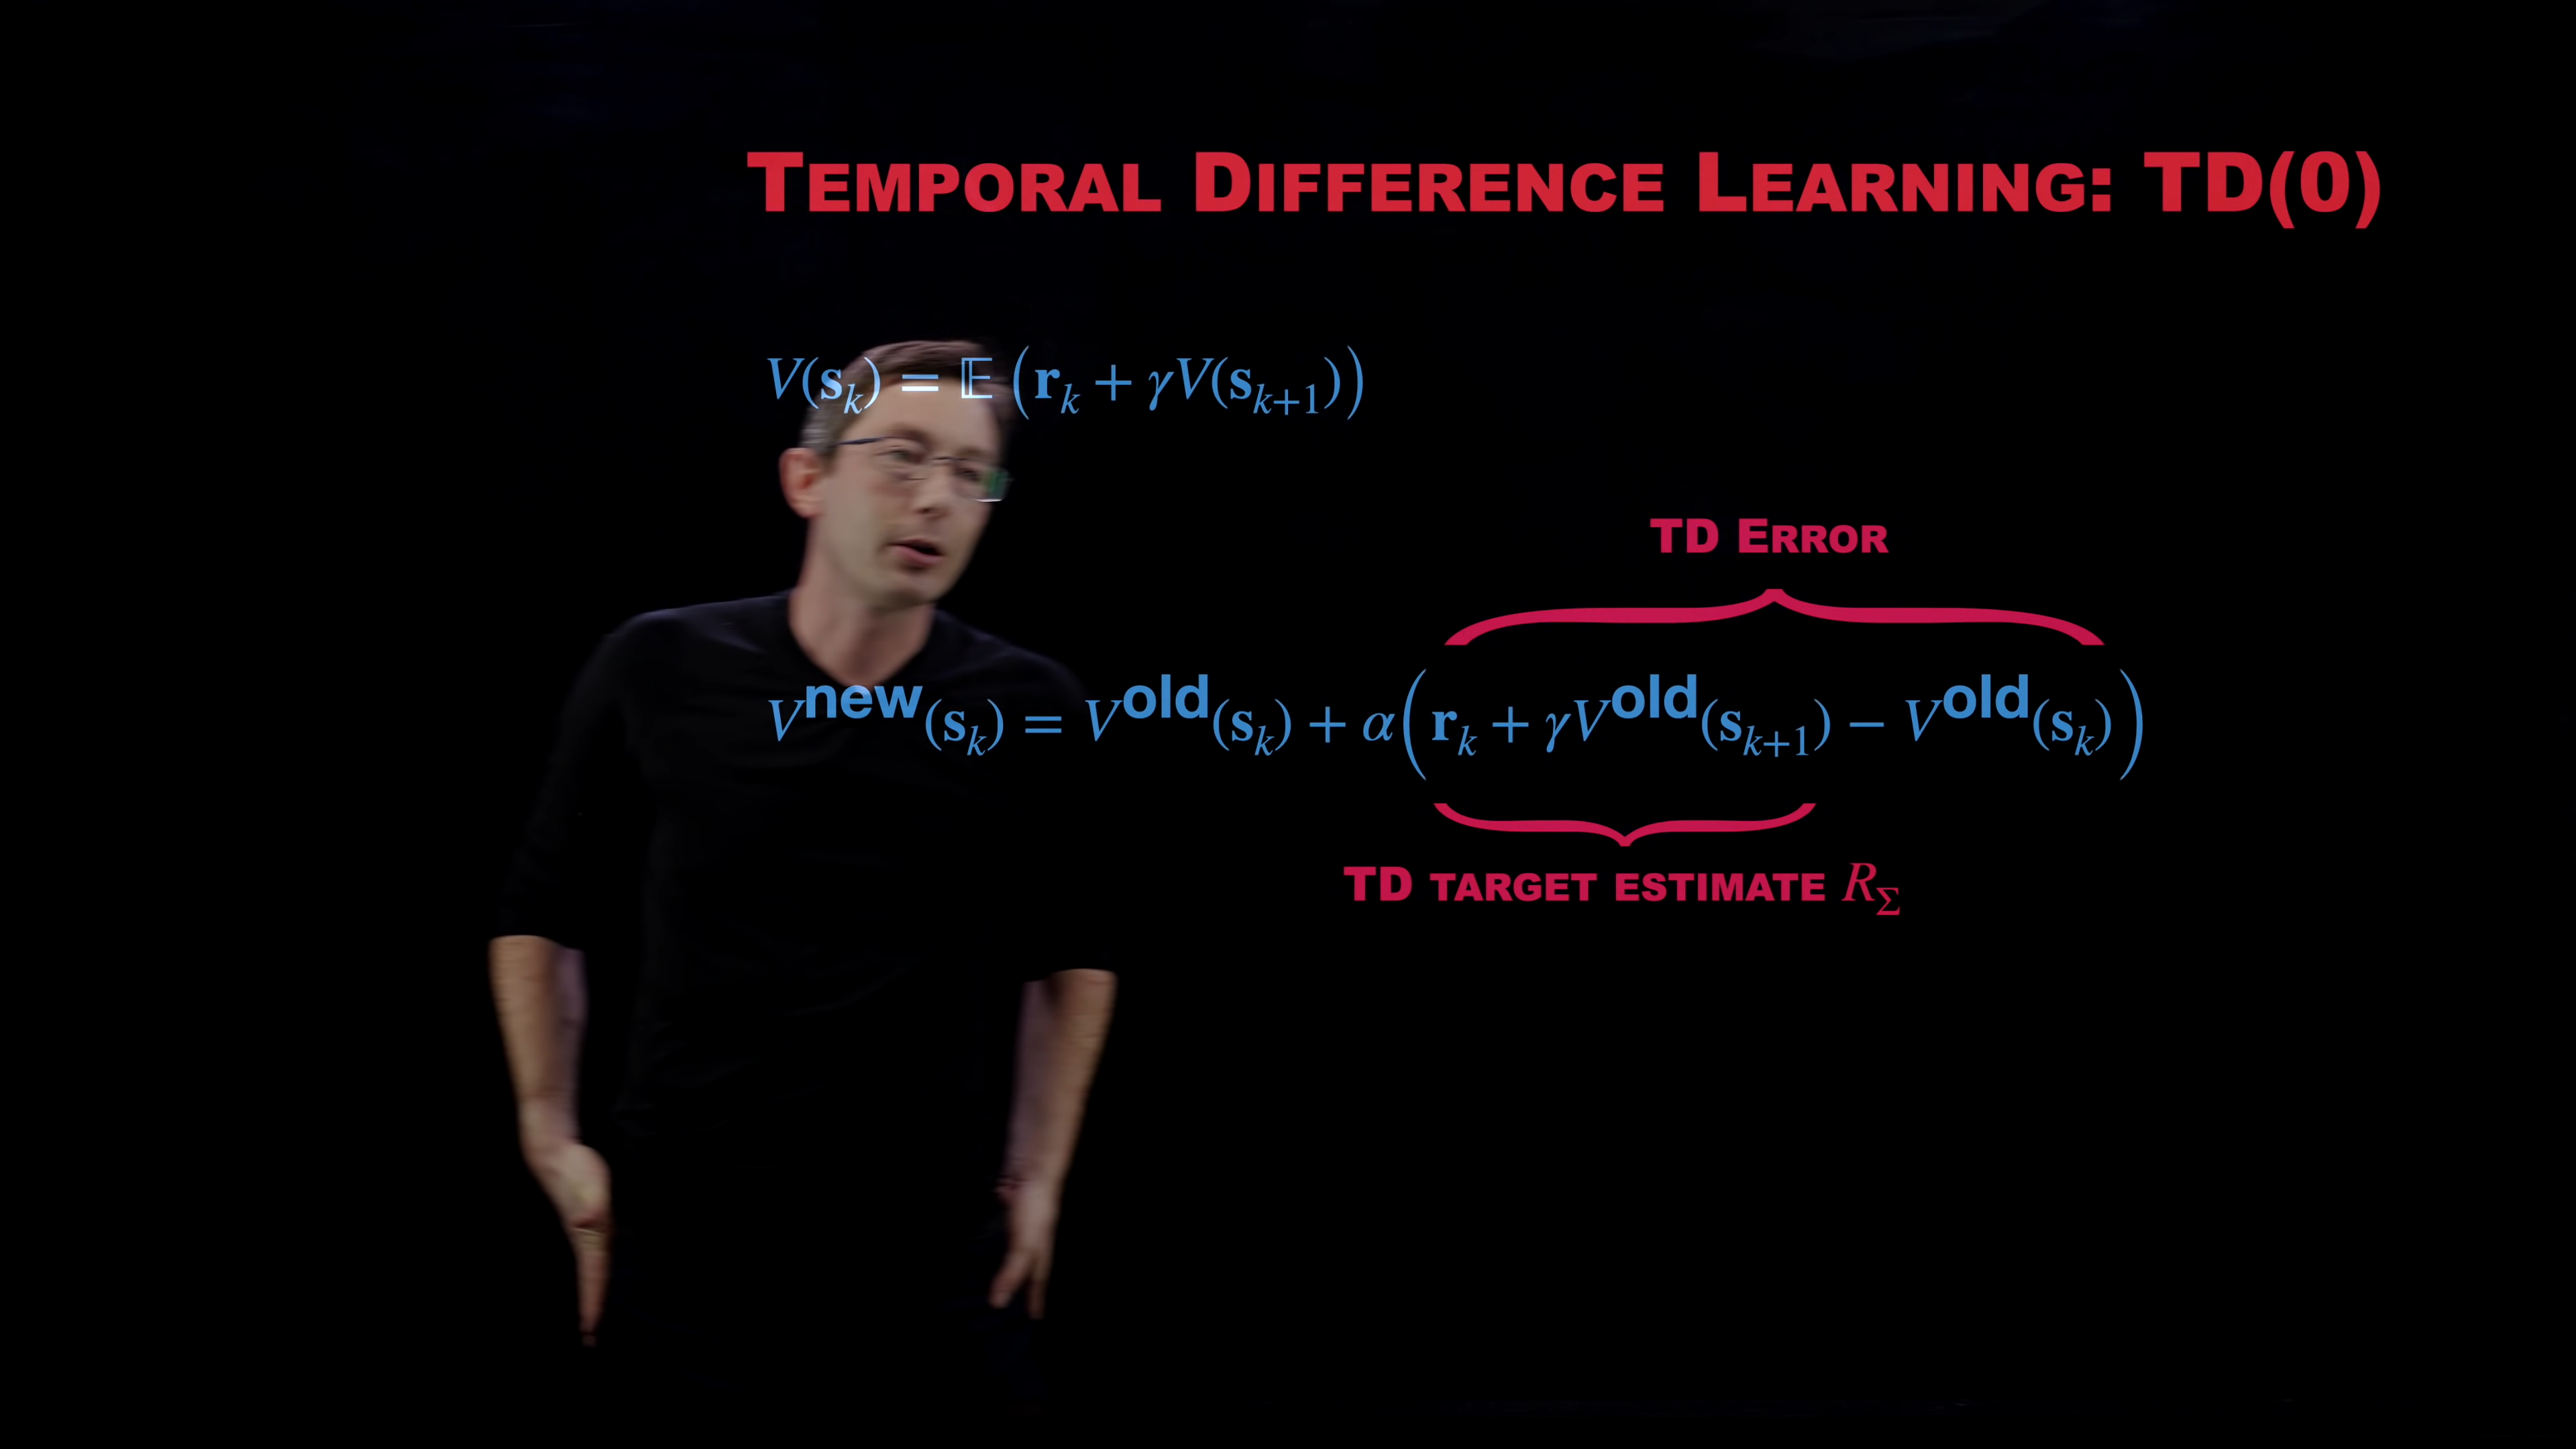 TEMPORAL DIFFERENCE LEARNING: TD(0)
V(s_k) = 𝔼 (r_k + γV(s_{k+1}))
TD ERROR
V^new(s_k) = V^old(s_k) + α(r_k + γV^old(s_{k+1}) − V^old(s_k))
TD TARGET ESTIMATE R_Σ